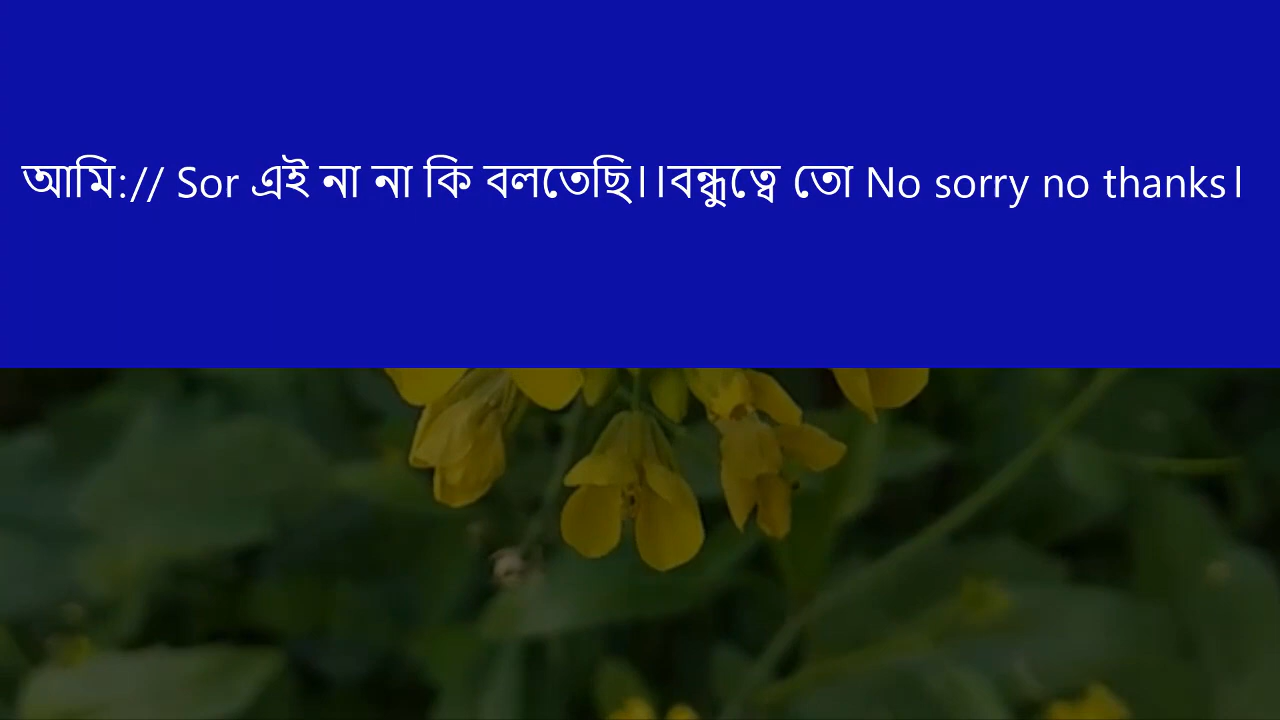 আমি:// Sor এই না না কি বলতেছি।।বন্ধুত্বে তো No sorry no thanks।